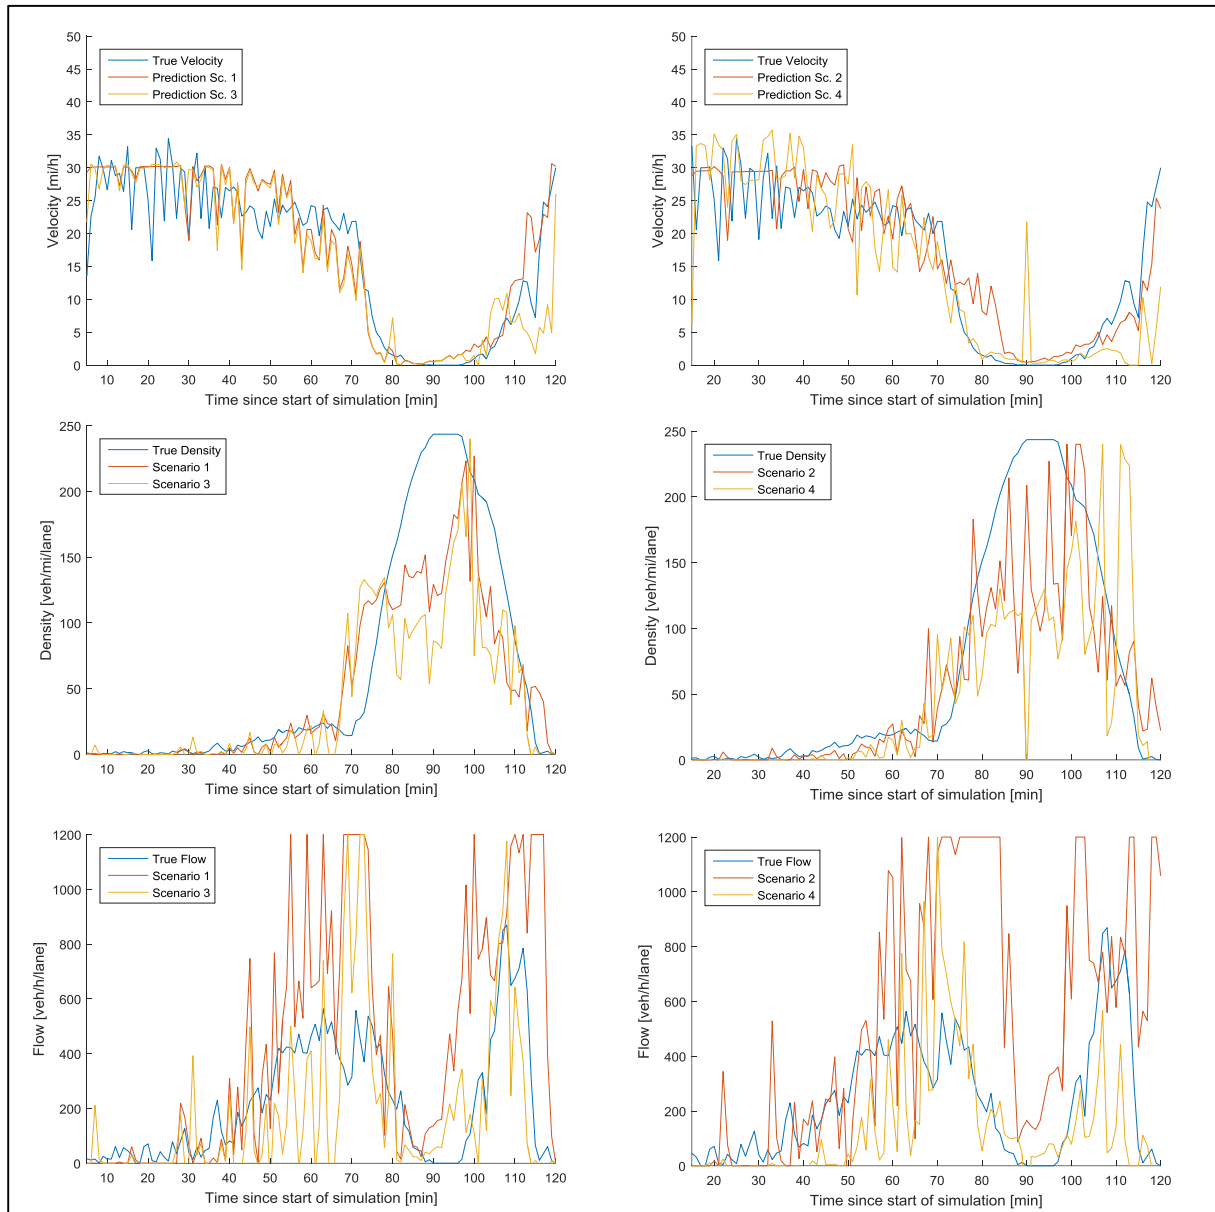 50
45
40
35
30
25
20
15
10
5
0
Velocity [mi/h]
True Velocity
Prediction Sc. 1
Prediction Sc. 3
10 20 30 40 50 60 70 80 90 100 110 120
Time since start of simulation [min]
50
45
40
35
30
25
20
15
10
5
0
Velocity [mi/h]
True Velocity
Prediction Sc. 2
Prediction Sc. 4
20 30 40 50 60 70 80 90 100 110 120
Time since start of simulation [min]
250
200
150
100
50
0
Density [veh/mi/lane]
True Density
Scenario 1
Scenario 3
10 20 30 40 50 60 70 80 90 100 110 120
Time since start of simulation [min]
250
200
150
100
50
0
Density [veh/mi/lane]
True Density
Scenario 2
Scenario 4
20 30 40 50 60 70 80 90 100 110 120
Time since start of simulation [min]
1200
1000
800
600
400
200
0
Flow [veh/h/lane]
True Flow
Scenario 1
Scenario 3
10 20 30 40 50 60 70 80 90 100 110 120
Time since start of simulation [min]
1200
1000
800
600
400
200
0
Flow [veh/h/lane]
True Flow
Scenario 2
Scenario 4
20 30 40 50 60 70 80 90 100 110 120
Time since start of simulation [min]